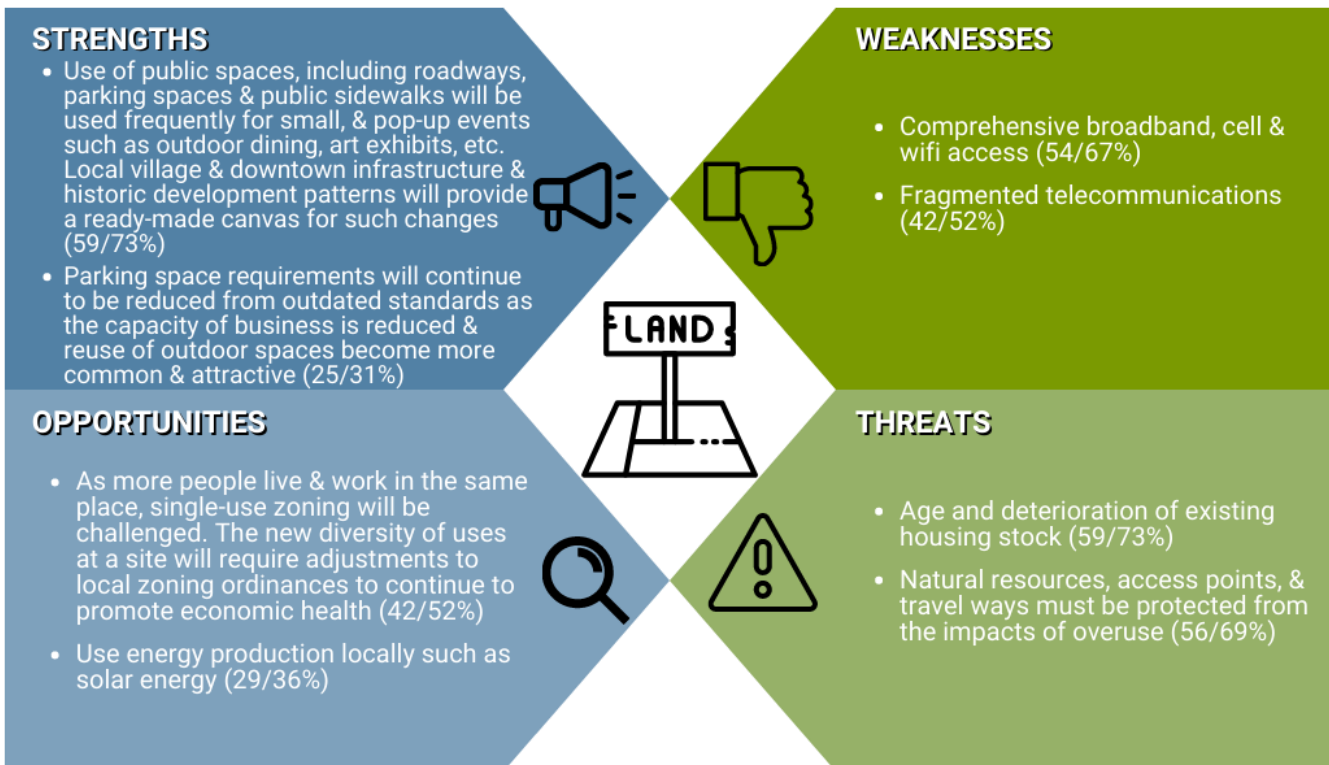 STRENGTHS
• Use of public spaces, including roadways,
parking spaces & public sidewalks will be
used frequently for small, & pop-up events
such as outdoor dining, art exhibits, etc.
Local village & downtown infrastructure &
historic development patterns will provide
a ready-made canvas for such changes
(59/73%)
• Parking space requirements will continue
to be reduced from outdated standards as
the capacity of business is reduced &
reuse of outdoor spaces become more
common & attractive (25/31%)
WEAKNESSES
• Comprehensive broadband, cell &
wifi access (54/67%)
• Fragmented telecommunications
(42/52%)
LAND
OPPORTUNITIES
• As more people live & work in the same
place, single-use zoning will be
challenged. The new diversity of uses
at a site will require adjustments to
local zoning ordinances to continue to
promote economic health (42/52%)
• Use energy production locally such as
solar energy (29/36%)
THREATS
• Age and deterioration of existing
housing stock (59/73%)
• Natural resources, access points, &
travel ways must be protected from
the impacts of overuse (56/69%)